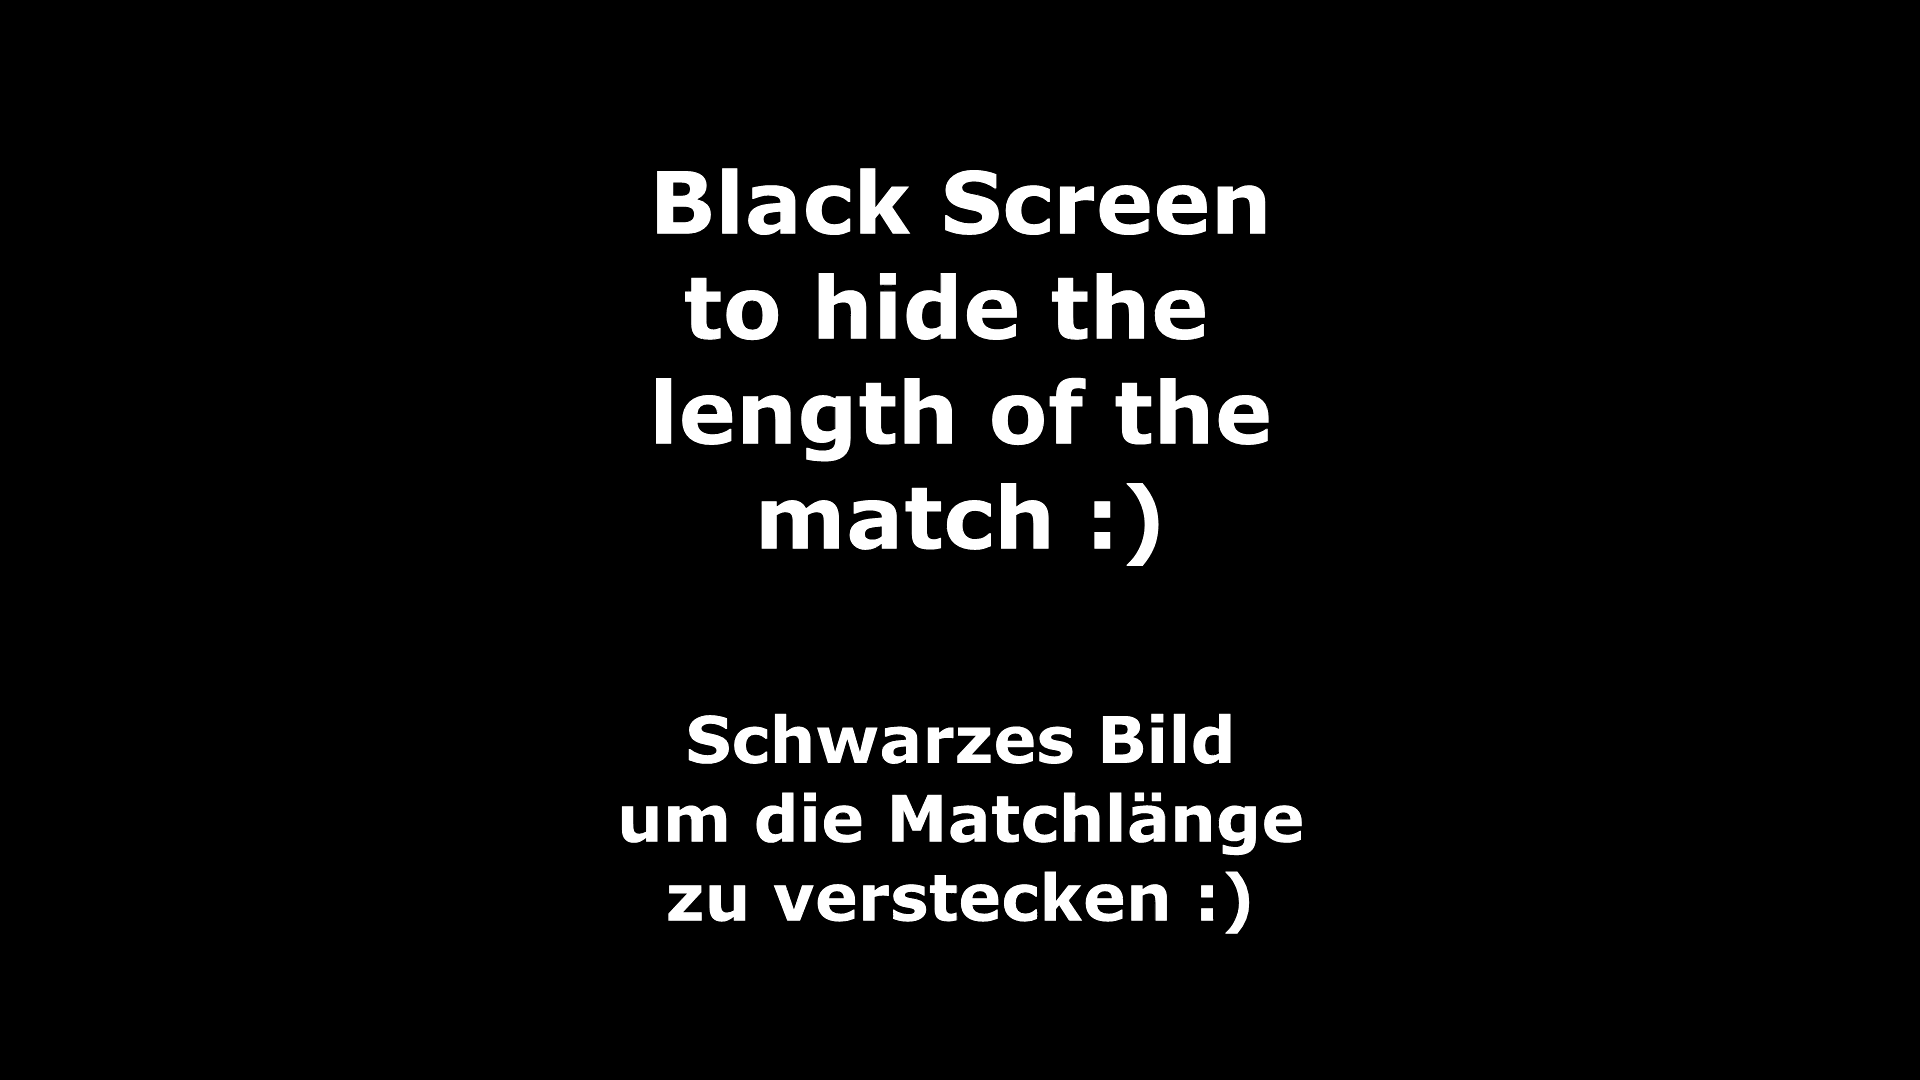 Black Screen
to hide the
length of the
match :)
Schwarzes Bild
um die Matchlänge
zu verstecken :)